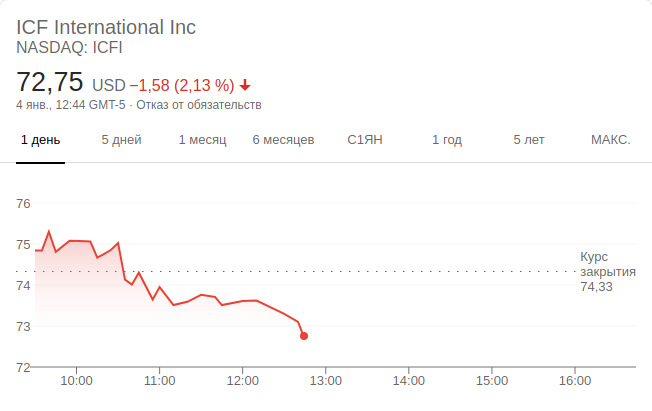 ICF International Inc
NASDAQ: ICFI
72,75 USD −1,58 (2,13 %)
4 янв., 12:44 GMT-5 · Отказ от обязательств
1 день 5 дней 1 месяц 6 месяцев С1ЯН 1 год 5 лет МАКС.
76
75
Курс
закрытия
74,33
74
73
72
10:00 11:00 12:00 13:00 14:00 15:00 16:00